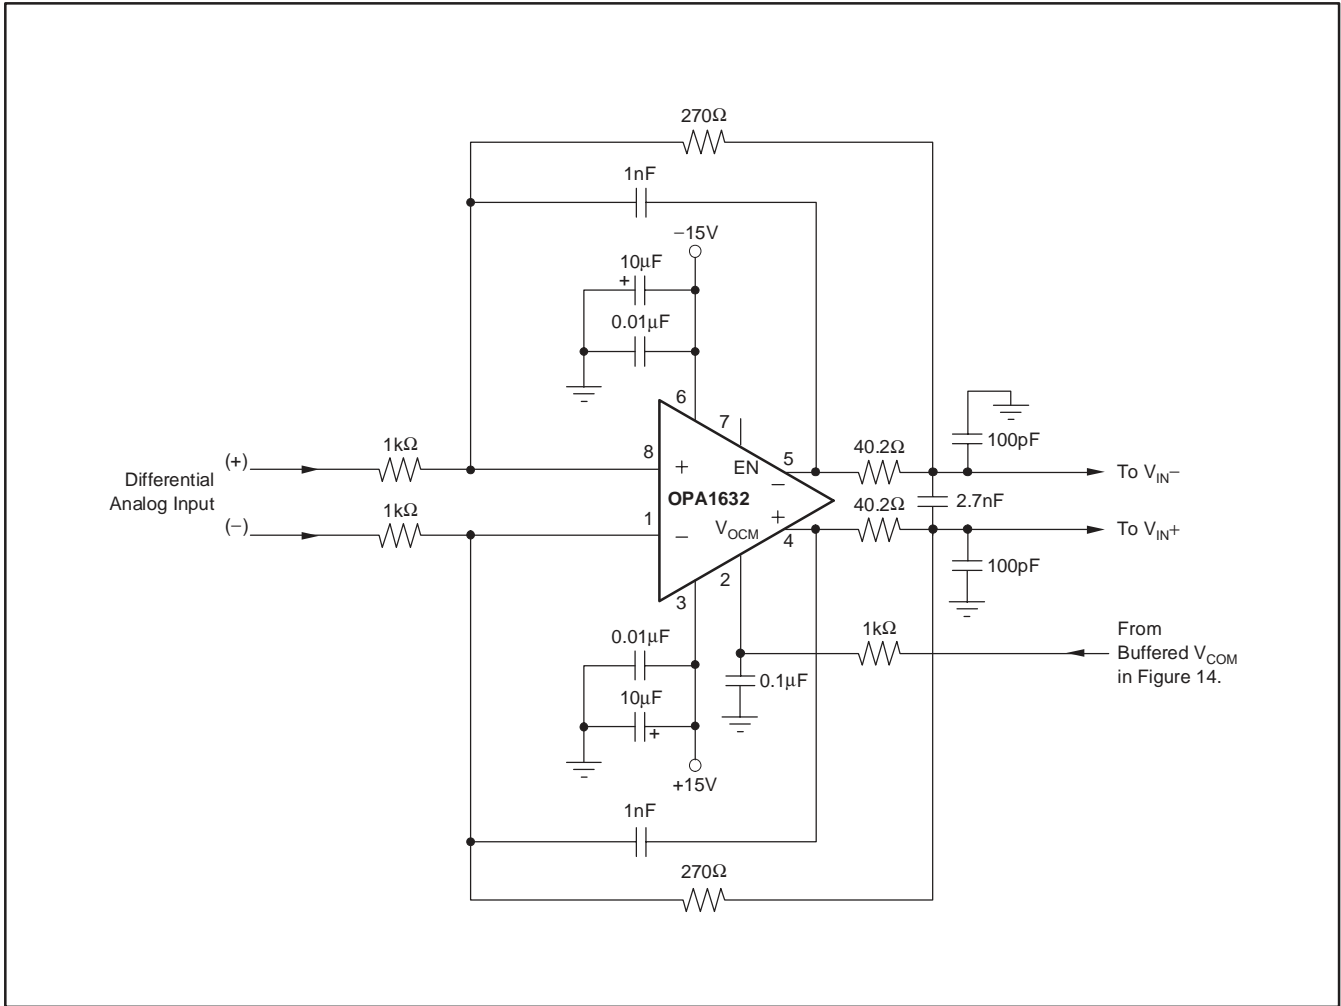 270Ω
1nF
−15V
10μF
+
0.01μF
6
7
1kΩ
(+)
8
+
EN
5
−
40.2Ω
100pF
To VIN−
Differential
Analog Input
OPA1632
2.7nF
1kΩ
(−)
1
−
VOCM
+
4
40.2Ω
To VIN+
100pF
2
3
1kΩ
From
Buffered VCOM
in Figure 14.
0.01μF
0.1μF
10μF
+
+15V
1nF
270Ω